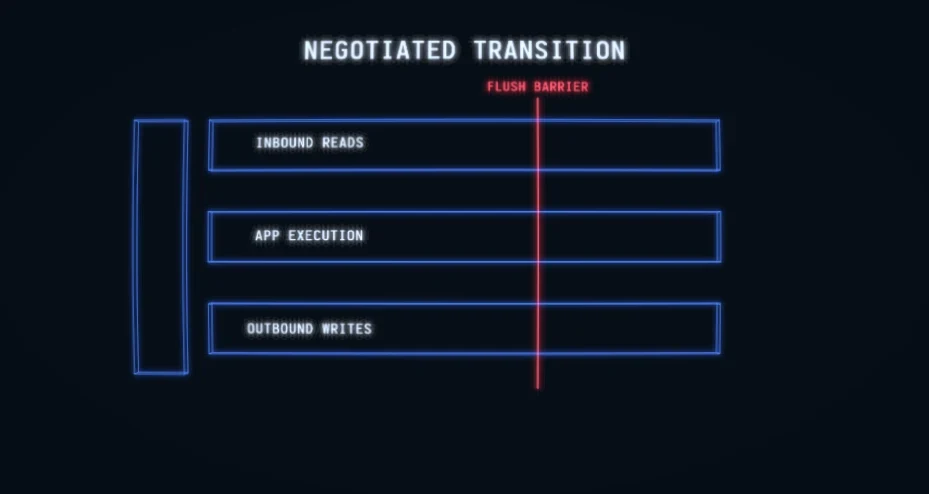 NEGOTIATED TRANSITION
FLUSH BARRIER
INBOUND READS
APP EXECUTION
OUTBOUND WRITES